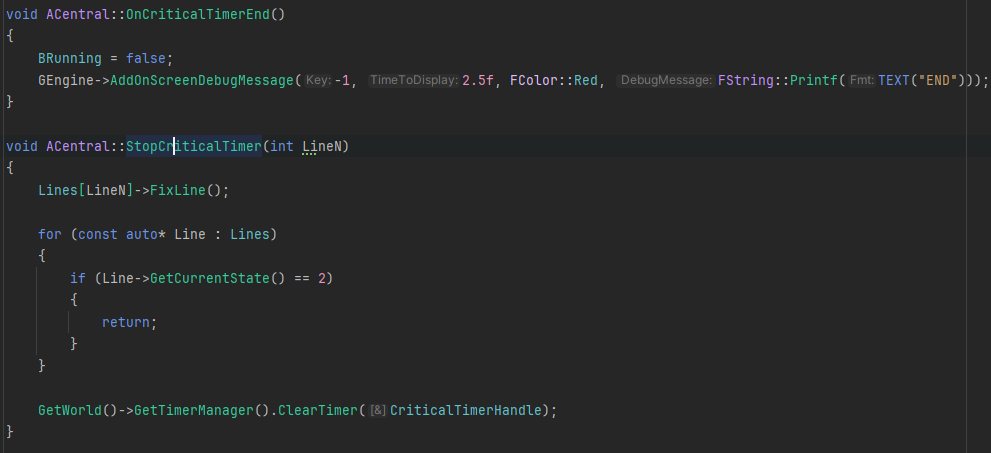 void ACentral::OnCriticalTimerEnd()
{
    BRunning = false;
    GEngine->AddOnScreenDebugMessage( Key: -1, TimeToDisplay: 2.5f, FColor::Red, DebugMessage: FString::Printf( Fmt: TEXT("END")));
}

void ACentral::StopCriticalTimer(int LineN)
{
    Lines[LineN]->FixLine();

    for (const auto* Line : Lines)
    {
        if (Line->GetCurrentState() == 2)
        {
            return;
        }
    }

    GetWorld()->GetTimerManager().ClearTimer( [&] CriticalTimerHandle);
}